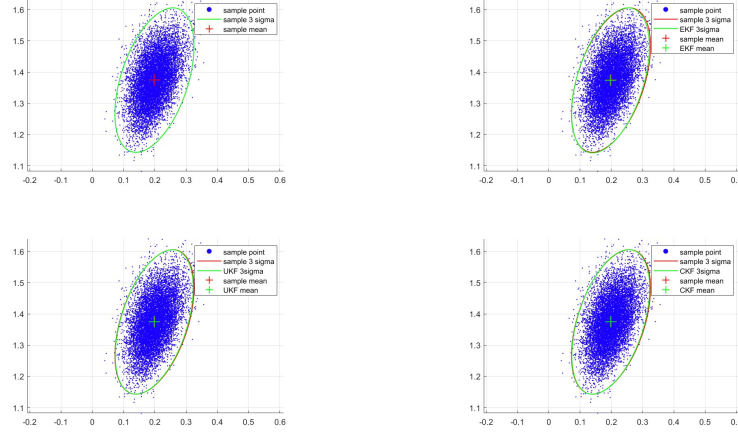 1.6
1.5
1.4
1.3
1.2
1.1
-0.2 -0.1 0 0.1 0.2 0.3 0.4 0.5 0.6
sample point
sample 3 sigma
sample mean
1.6
1.5
1.4
1.3
1.2
1.1
-0.2 -0.1 0 0.1 0.2 0.3 0.4 0.5
sample point
sample 3 sigma
EKF 3sigma
sample mean
EKF mean
1.6
1.5
1.4
1.3
1.2
1.1
-0.2 -0.1 0 0.1 0.2 0.3 0.4 0.5 0.6
sample point
sample 3 sigma
UKF 3sigma
sample mean
UKF mean
1.6
1.5
1.4
1.3
1.2
1.1
-0.2 -0.1 0 0.1 0.2 0.3 0.4 0.5
sample point
sample 3 sigma
CKF 3sigma
sample mean
CKF mean